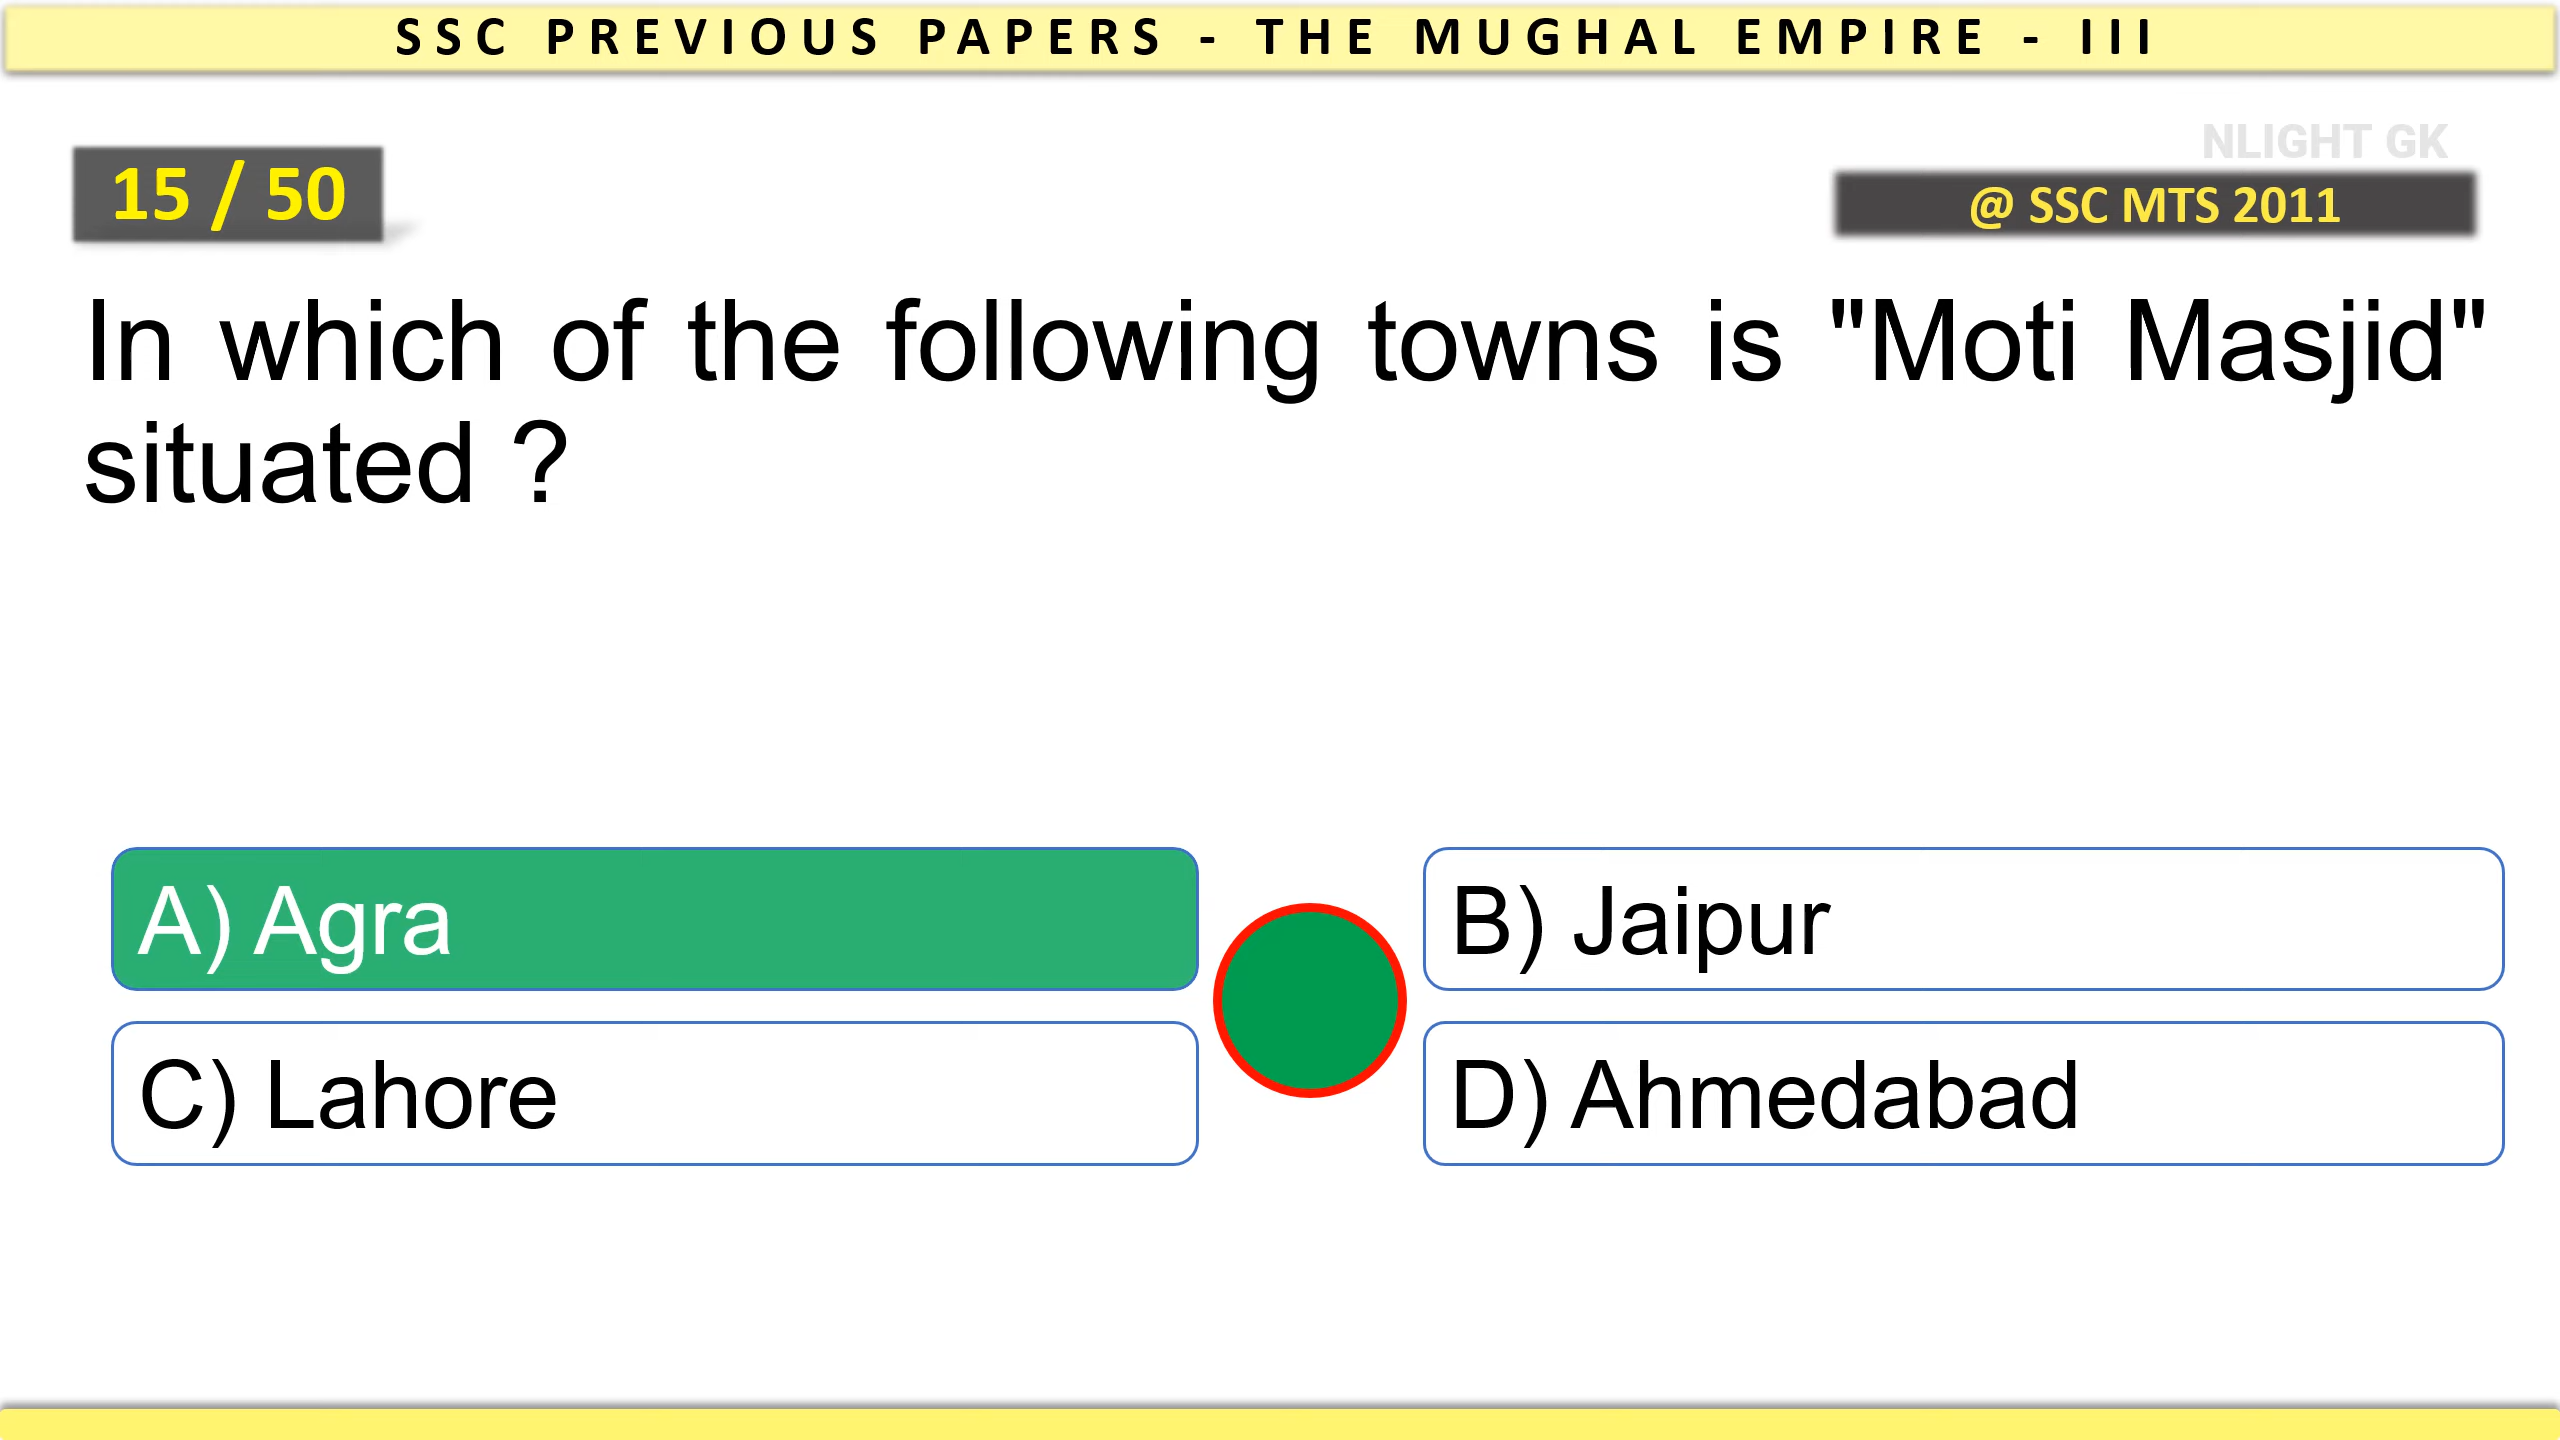 SSC PREVIOUS PAPERS - THE MUGHAL EMPIRE - III
NLIGHT GK
15 / 50
@ SSC MTS 2011
In which of the following towns is "Moti Masjid"
situated ?
A) Agra
B) Jaipur
C) Lahore
D) Ahmedabad